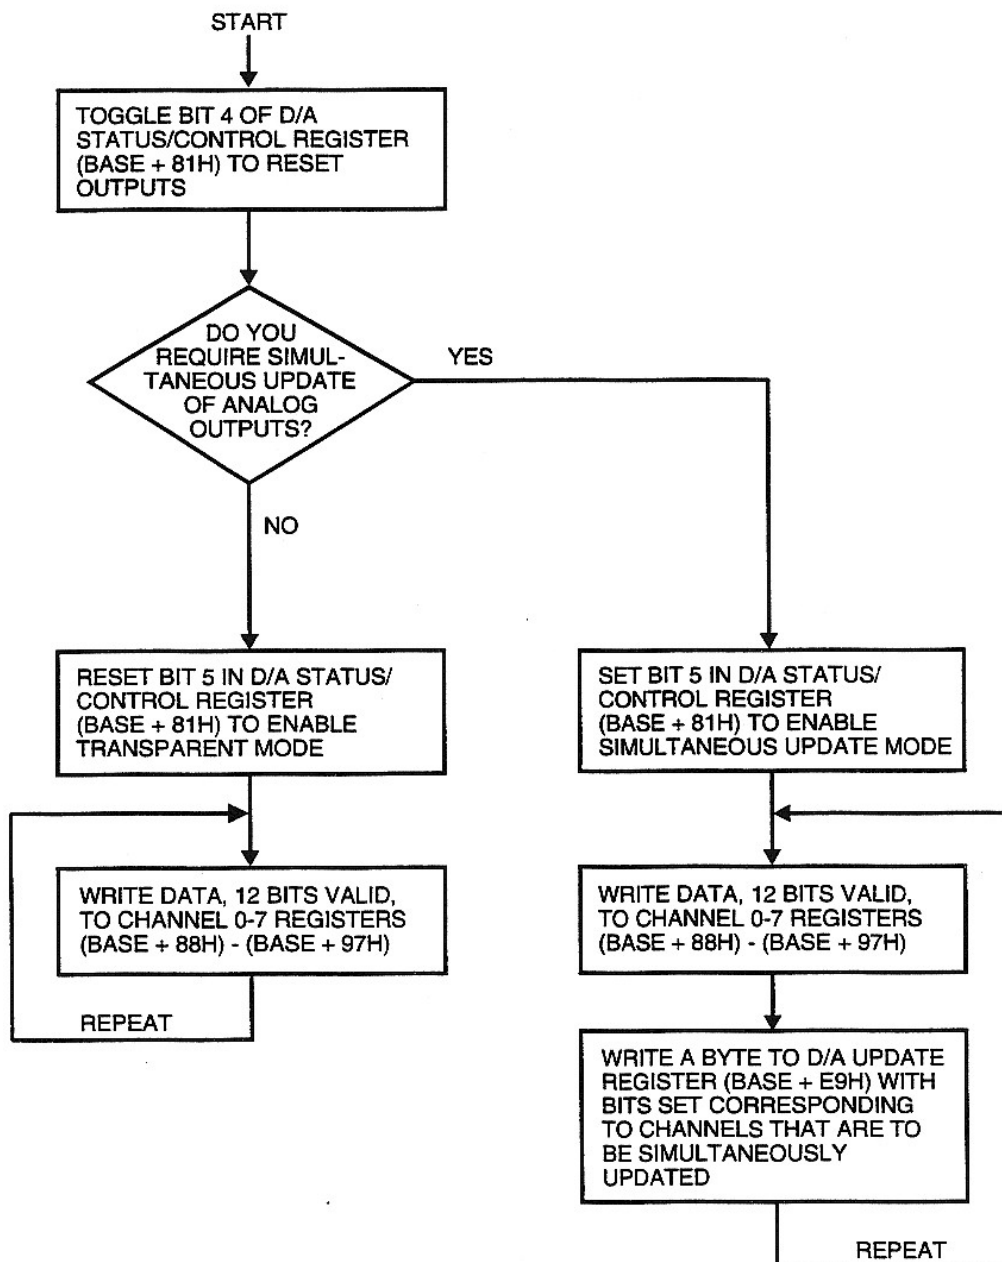 START
TOGGLE BIT 4 OF D/A
STATUS/CONTROL REGISTER
(BASE + 81H) TO RESET
OUTPUTS
DO YOU
REQUIRE SIMUL-
TANEOUS UPDATE
OF ANALOG
OUTPUTS?
YES
NO
RESET BIT 5 IN D/A STATUS/
CONTROL REGISTER
(BASE + 81H) TO ENABLE
TRANSPARENT MODE
SET BIT 5 IN D/A STATUS/
CONTROL REGISTER
(BASE + 81H) TO ENABLE
SIMULTANEOUS UPDATE MODE
WRITE DATA, 12 BITS VALID,
TO CHANNEL 0-7 REGISTERS
(BASE + 88H) - (BASE + 97H)
REPEAT
WRITE DATA, 12 BITS VALID,
TO CHANNEL 0-7 REGISTERS
(BASE + 88H) - (BASE + 97H)
WRITE A BYTE TO D/A UPDATE
REGISTER (BASE + E9H) WITH
BITS SET CORRESPONDING
TO CHANNELS THAT ARE TO
BE SIMULTANEOUSLY
UPDATED
REPEAT